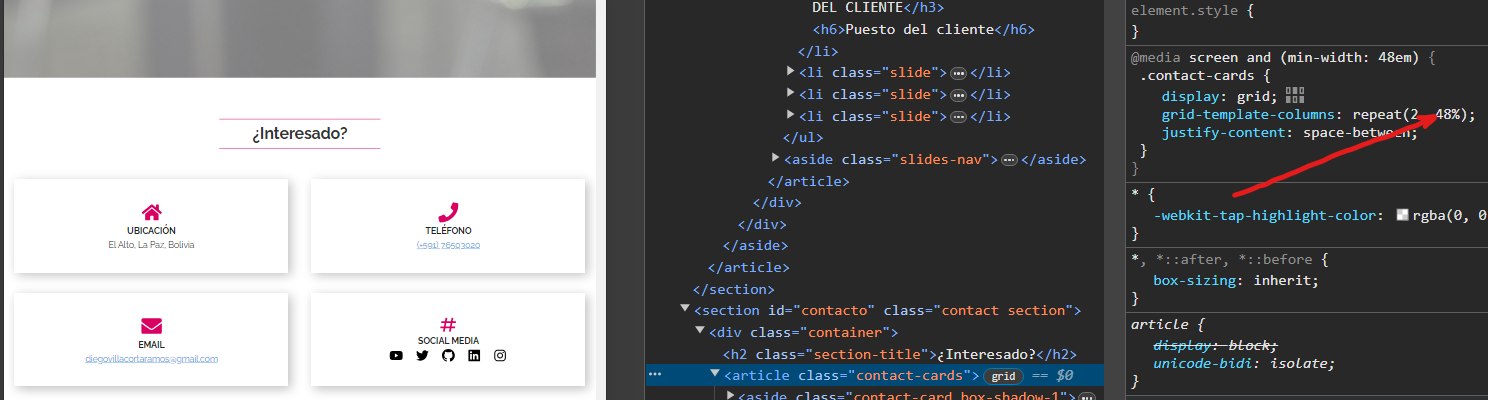 ¿Interesado?
UBICACIÓN
El Alto, La Paz, Bolivia
TELÉFONO
(+591) 76503020
EMAIL
diegovillacorlaramos@gmail.com
SOCIAL MEDIA
DEL CLIENTE</h3>
<h6>Puesto del cliente</h6>
</li>
<li class="slide"> ••• </li>
<li class="slide"> ••• </li>
<li class="slide"> ••• </li>
</ul>
<aside class="slides-nav"> ••• </aside>
</article>
</div>
</div>
</aside>
</article>
</section>
<section id="contacto" class="contact section">
<div class="container">
<h2 class="section-title">¿Interesado?</h2>
••• <article class="contact-cards"> grid == $0
<aside class="contact-card box-shadow-1"> •••
element.style {
}
@media screen and (min-width: 48em) {
.contact-cards {
display: grid;
grid-template-columns: repeat(2, 48%);
justify-content: space-between;
}
}
* {
-webkit-tap-highlight-color: rgba(0, 0
}
*, *::after, *::before {
box-sizing: inherit;
}
article {
display: block;
unicode-bidi: isolate;
}